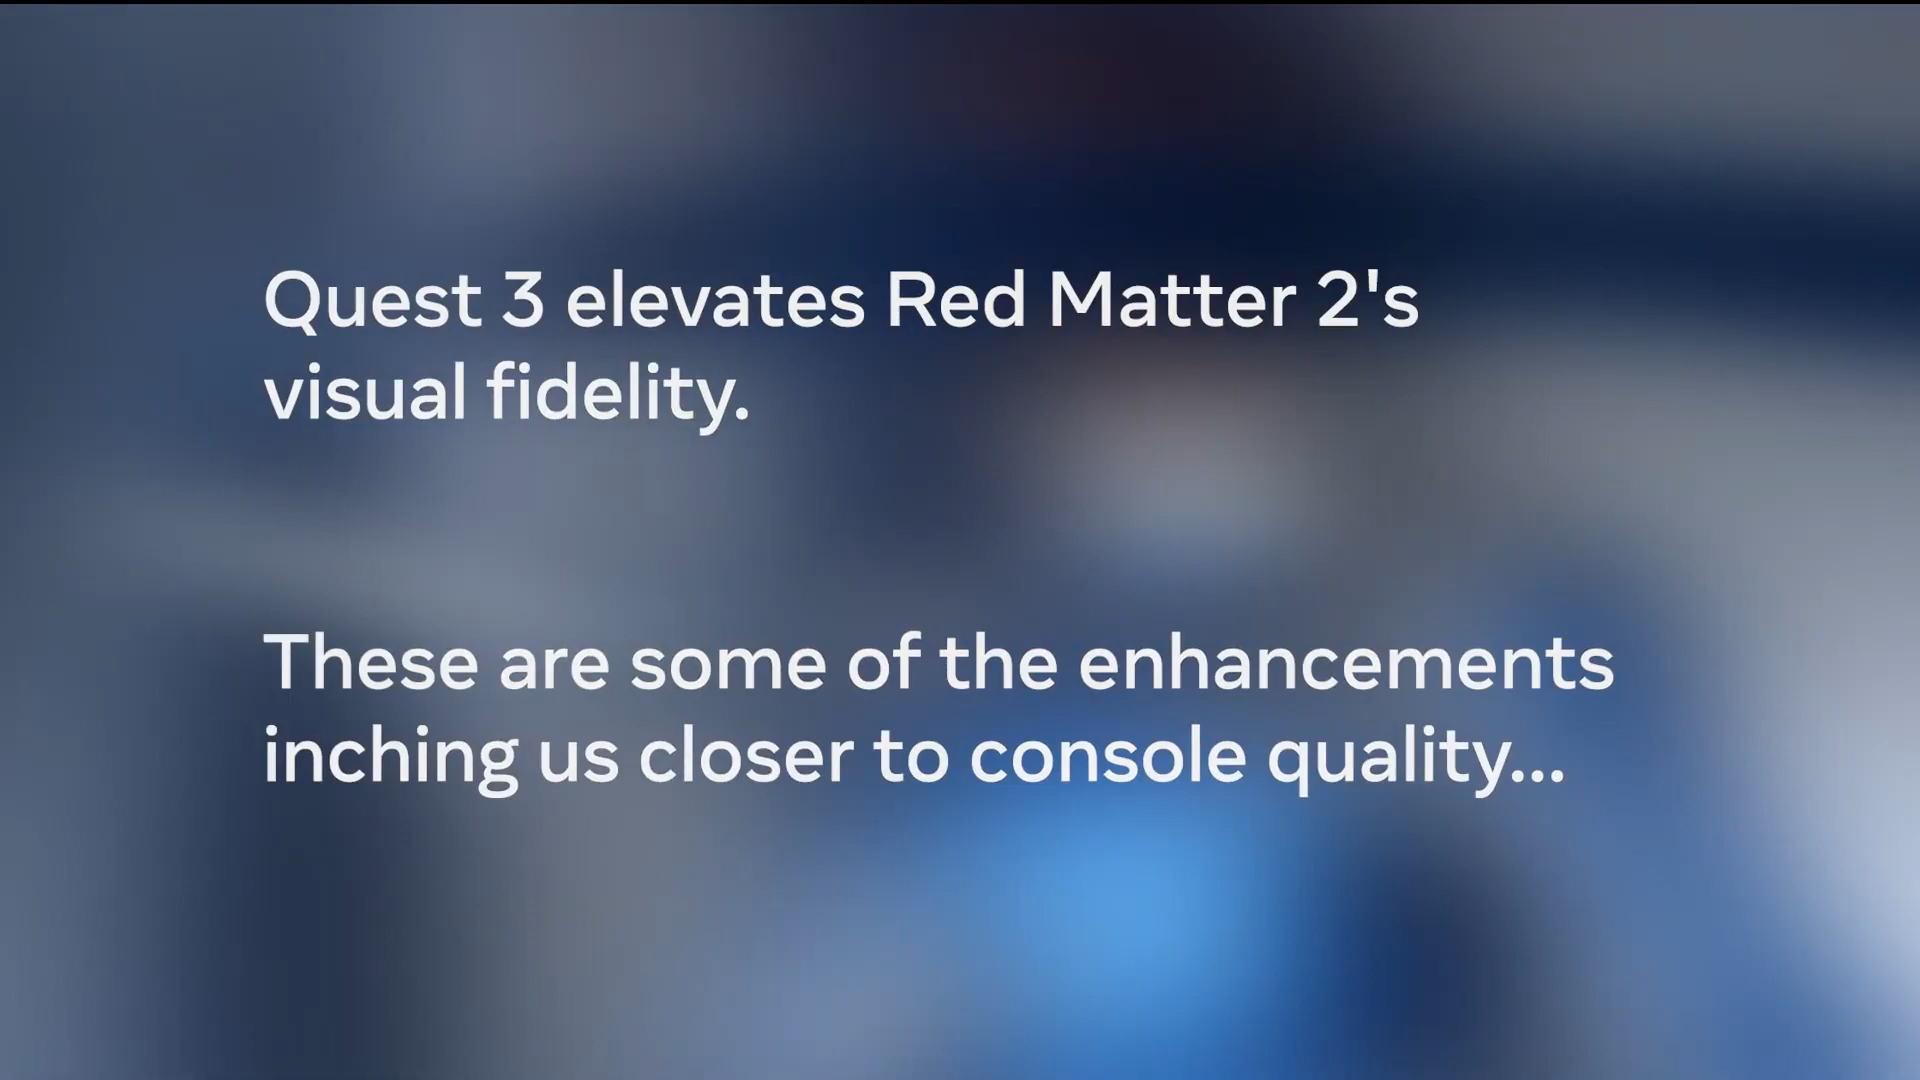 Quest 3 elevates Red Matter 2's
visual fidelity.
These are some of the enhancements
inching us closer to console quality...